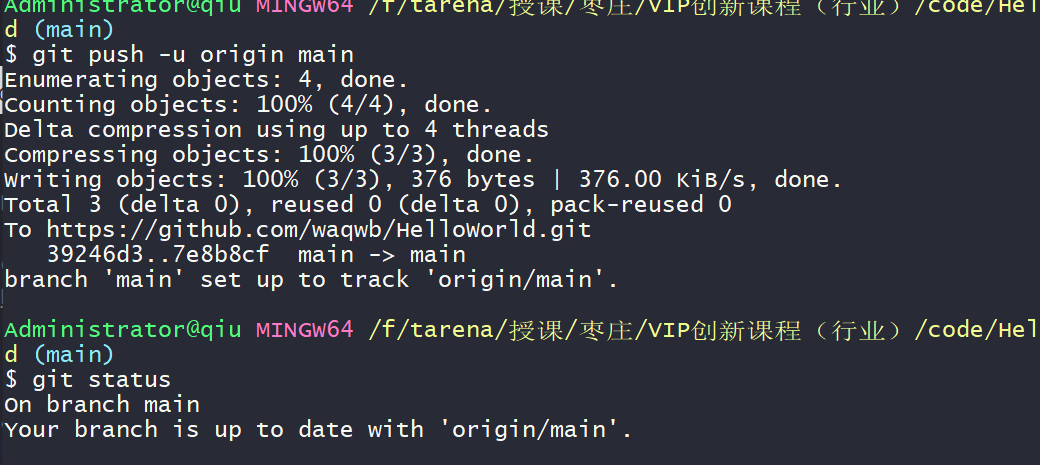 Administrator@qiu MINGW64 /f/tarena/授课/枣庄/VIP创新课程（行业）/code/Hel
d (main)
$ git push -u origin main
Enumerating objects: 4, done.
Counting objects: 100% (4/4), done.
Delta compression using up to 4 threads
Compressing objects: 100% (3/3), done.
Writing objects: 100% (3/3), 376 bytes | 376.00 KiB/s, done.
Total 3 (delta 0), reused 0 (delta 0), pack-reused 0
To https://github.com/waqwb/HelloWorld.git
   39246d3..7e8b8cf  main -> main
branch 'main' set up to track 'origin/main'.
Administrator@qiu MINGW64 /f/tarena/授课/枣庄/VIP创新课程（行业）/code/Hel
d (main)
$ git status
On branch main
Your branch is up to date with 'origin/main'.